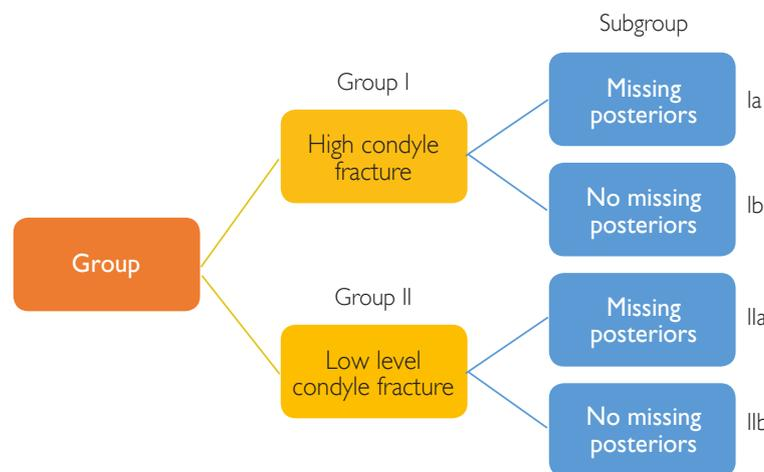 Subgroup
Group I
Missing
posteriors
Ia
High condyle
fracture
No missing
posteriors
Ib
Group
Group II
Missing
posteriors
IIa
Low level
condyle fracture
No missing
posteriors
IIb